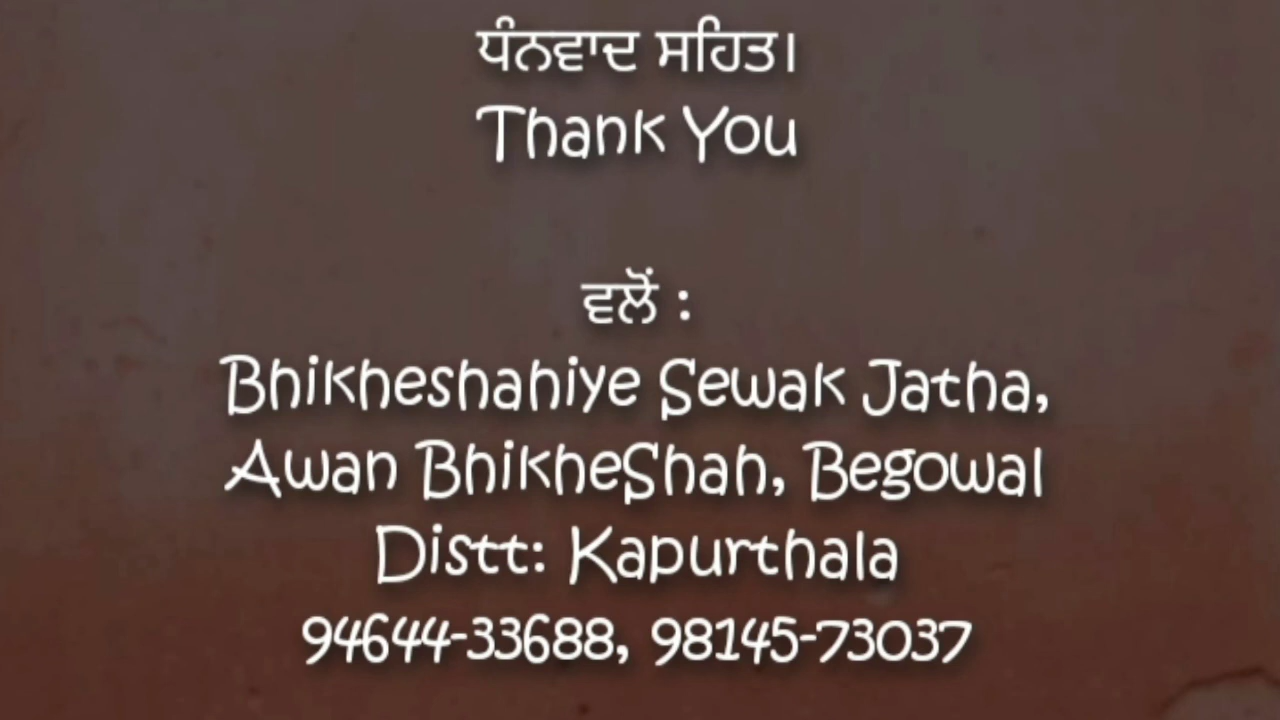 ਧੰਨਵਾਦ ਸਹਿਤ।
Thank You
ਵਲੋਂ :
Bhikheshahiye Sewak Jatha,
Awan BhikheShah, Begowal
Distt: Kapurthala
94644-33688, 98145-73037